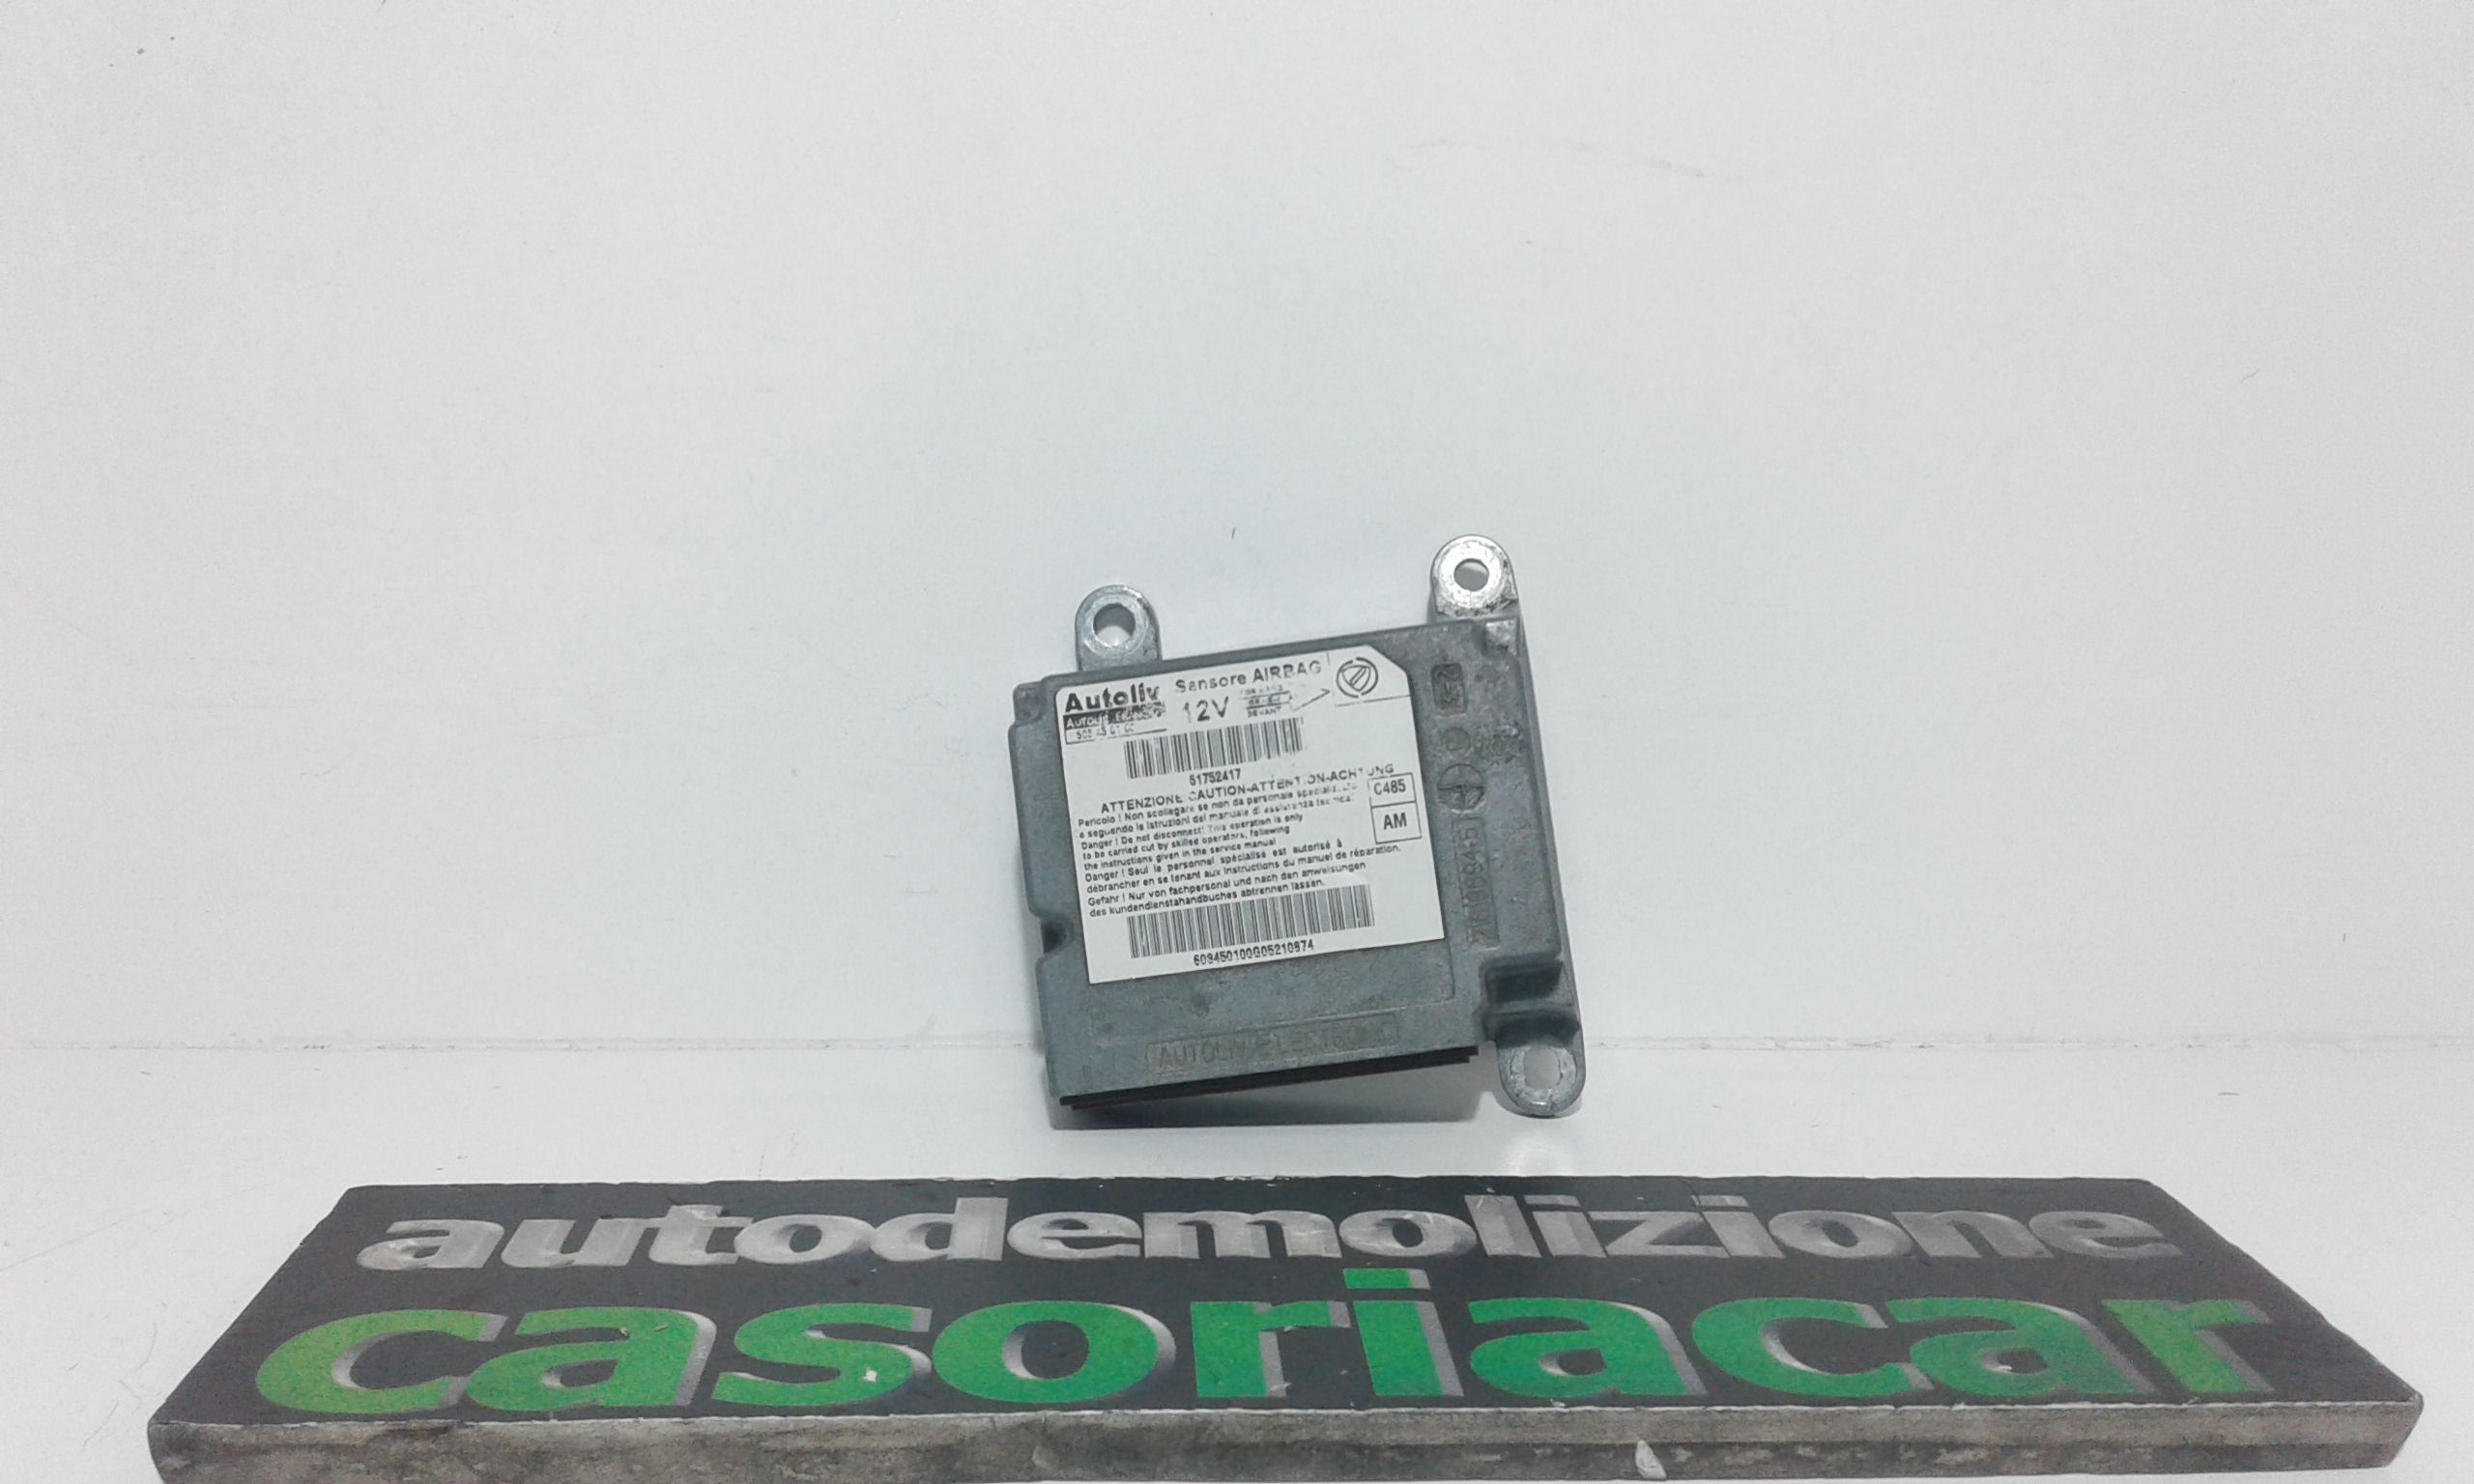 Autoliv Sensore AIRBAG
12V
51752417
ATTENZIONE CAUTION-ATTENTION-ACHTUNG
Pericolo ! Non scollegare se non da personale
e seguendo le istruzioni del manuale di assistenza tecnica.
Danger ! Do not disconnect! This operation is only
to be carried out by skilled operators, following
the instructions given in the service manual
Danger ! Seul le personnel spécialisé est autorisé à
débrancher en se tenant aux instructions du manuel de réparation.
Gefahr ! Nur von fachpersonal und nach den anweisungen
des kundendienstahandbuches abtrennen lassen.
C485
AM
AUTOLIV ELECTRONIC
autodemolizione
casoriacar